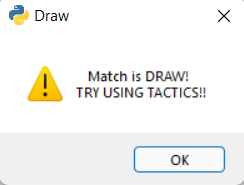 Draw
Match is DRAW!
TRY USING TACTICS!!
OK